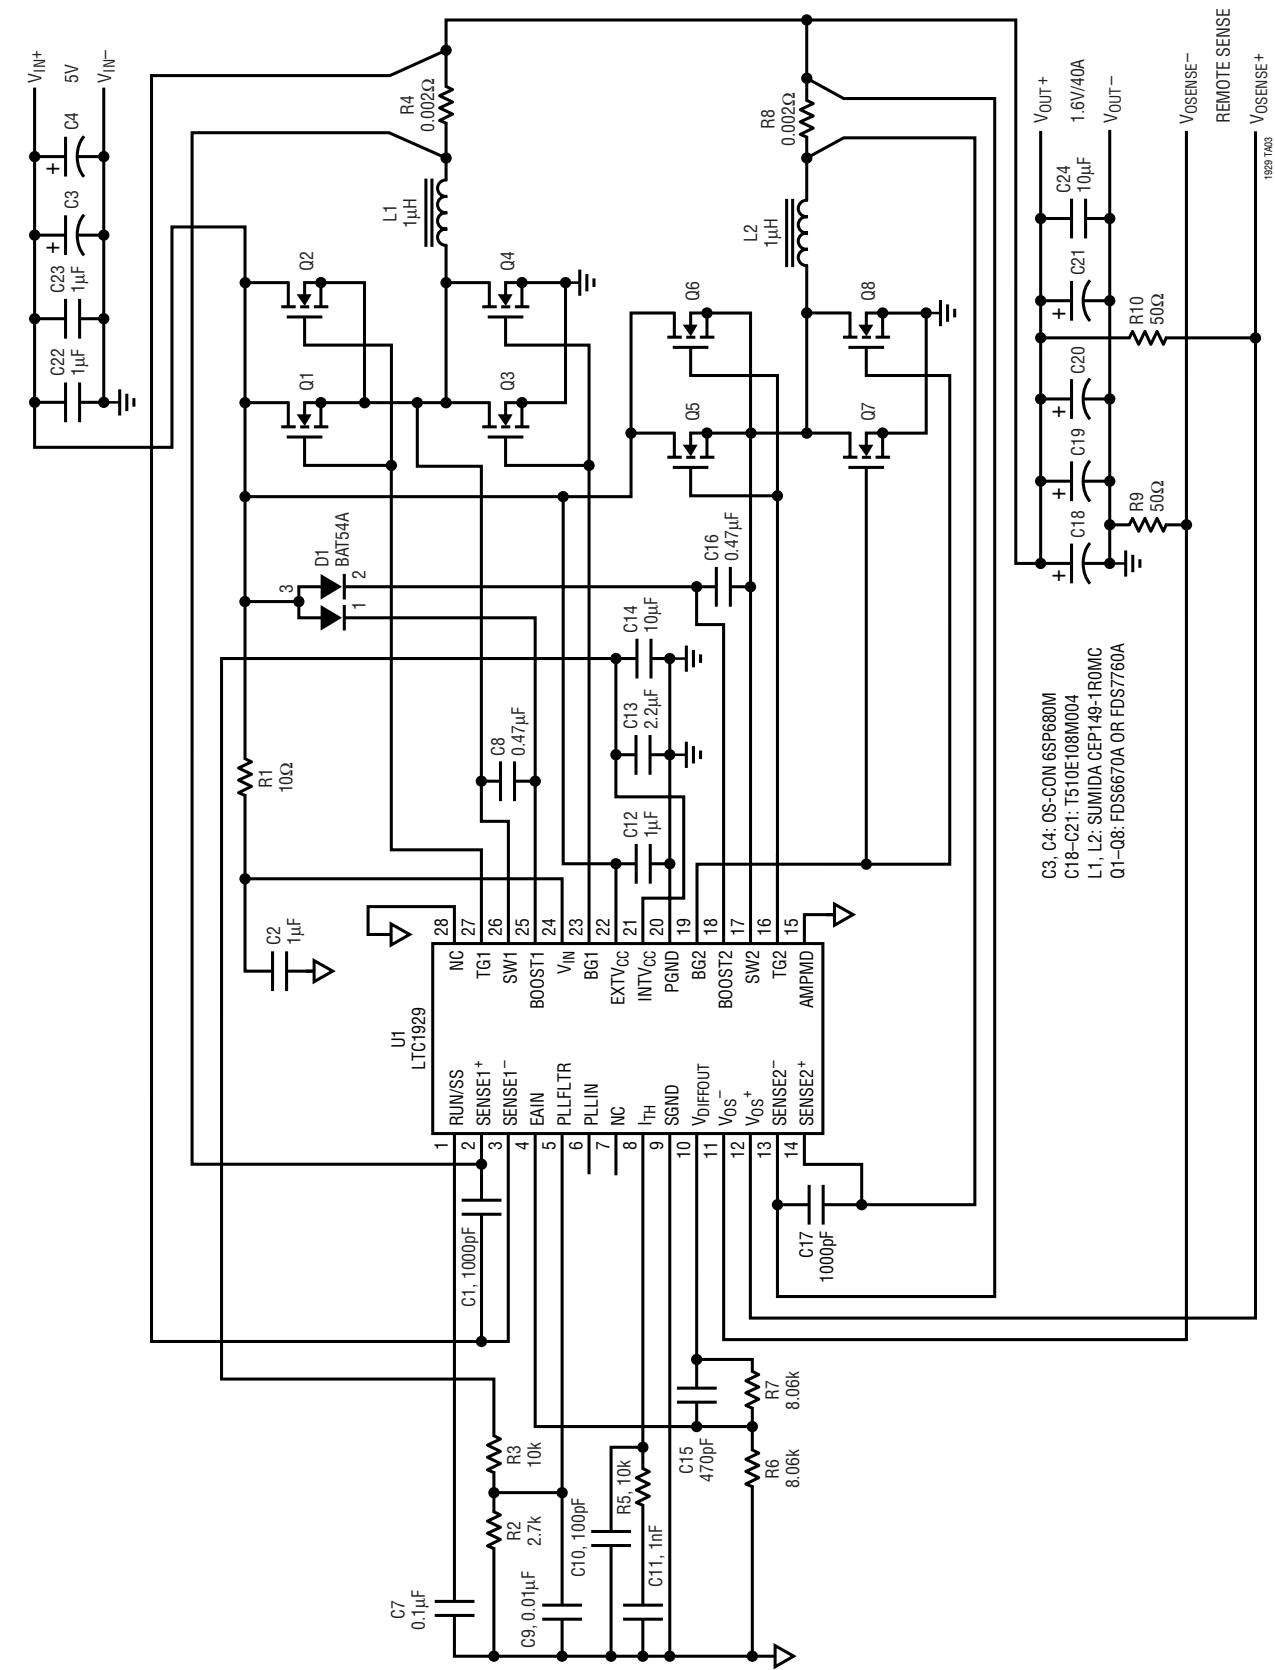 VIN+
5V
VIN–
C4
C3
C23
1µF
C22
1µF
R4
0.002Ω
R8
0.002Ω
L1
1µH
L2
1µH
Q2
Q4
Q1
Q3
Q6
Q8
Q5
Q7
D1
BAT54A
3
2
1
C16
0.47µF
C14
10µF
C13
2.2µF
C8
0.47µF
C12
1µF
R1
10Ω
C2
1µF
VOUT+
1.6V/40A
VOUT–
VOSENSE–
REMOTE SENSE
VOSENSE+
1929 TA03
C24
10µF
C21
R10
50Ω
C20
C19
R9
50Ω
C18
C3, C4: OS-CON 6SP680M
C18–C21: T510E108M004
L1, L2: SUMIDA CEP149-1R0MC
Q1–Q8: FDS6670A OR FDS7760A
U1
LTC1929
28
27
26
25
24
23
22
21
20
19
18
17
16
15
NC
TG1
SW1
BOOST1
VIN
BG1
EXTVCC
INTVCC
PGND
BG2
BOOST2
SW2
TG2
AMPMD
RUN/SS
SENSE1+
SENSE1–
EAIN
PLLFLTR
PLLIN
NC
ITH
SGND
VDIFFOUT
VOS–
VOS+
SENSE2–
SENSE2+
1
2
3
4
5
6
7
8
9
10
11
12
13
14
C1, 1000pF
C17
1000pF
R3
10k
R2
2.7k
C7
0.1µF
C9, 0.01µF
C10, 100pF
R5, 10k
C11, 1nF
C15
470pF
R7
8.06k
R6
8.06k